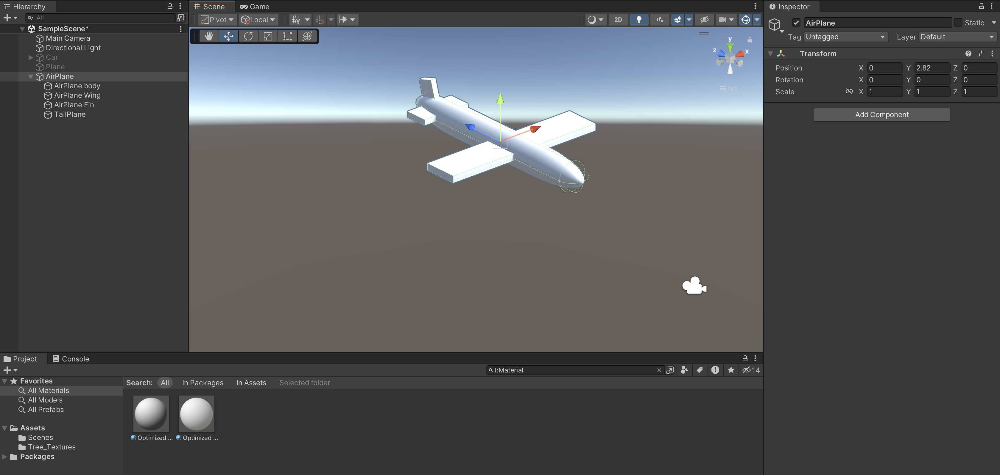 Hierarchy
All
SampleScene*
Main Camera
Directional Light
Car
Plane
AirPlane
AirPlane body
AirPlane Wing
AirPlane Fin
TailPlane
Scene Game
Pivot Local 2D
y
z x
Iso
Inspector
AirPlane Static
Tag Untagged Layer Default
Transform
Position X 0 Y 2.82 Z 0
Rotation X 0 Y 0 Z 0
Scale X 1 Y 1 Z 1
Add Component
Project Console
t:Material 14
Favorites
All Materials
All Models
All Prefabs
Assets
Scenes
Tree_Textures
Packages
Search: All In Packages In Assets Selected folder
Optimized ... Optimized ...